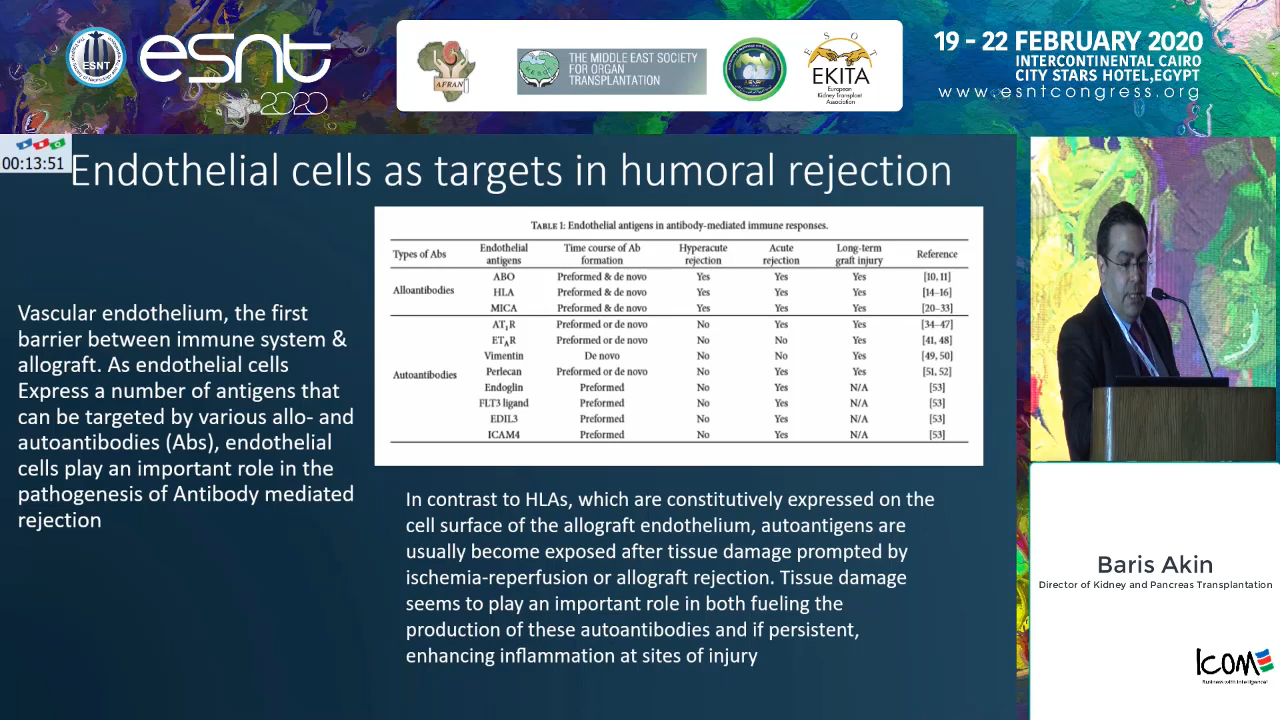 ESNT
esnt
2020
AFRAN
THE MIDDLE EAST SOCIETY
FOR ORGAN
TRANSPLANTATION
E S O T
EKITA
European
Kidney Transplant
Association
19 - 22 FEBRUARY 2020
INTERCONTINENTAL CAIRO
CITY STARS HOTEL,EGYPT
www.esntcongress.org
00:13:51
Endothelial cells as targets in humoral rejection
Vascular endothelium, the first
barrier between immune system &
allograft. As endothelial cells
Express a number of antigens that
can be targeted by various allo- and
autoantibodies (Abs), endothelial
cells play an important role in the
pathogenesis of Antibody mediated
rejection
TABLE 1: Endothelial antigens in antibody-mediated immune responses.
Types of Abs Endothelial antigens Time course of Ab formation Hyperacute rejection Acute rejection Long-term graft injury Reference
Alloantibodies
ABO Preformed & de novo Yes Yes Yes [10, 11]
HLA Preformed & de novo Yes Yes Yes [14–16]
MICA Preformed & de novo Yes Yes Yes [20–33]
Autoantibodies
AT₁R Preformed or de novo No Yes Yes [34–47]
ETAR Preformed or de novo No No Yes [41, 48]
Vimentin De novo No No Yes [49, 50]
Perlecan Preformed or de novo No Yes Yes [51, 52]
Endoglin Preformed No Yes N/A [53]
FLT3 ligand Preformed No Yes N/A [53]
EDIL3 Preformed No Yes N/A [53]
ICAM4 Preformed No Yes N/A [53]
In contrast to HLAs, which are constitutively expressed on the
cell surface of the allograft endothelium, autoantigens are
usually become exposed after tissue damage prompted by
ischemia-reperfusion or allograft rejection. Tissue damage
seems to play an important role in both fueling the
production of these autoantibodies and if persistent,
enhancing inflammation at sites of injury
Baris Akin
Director of Kidney and Pancreas Transplantation
ICOM
Business with Intelligence!